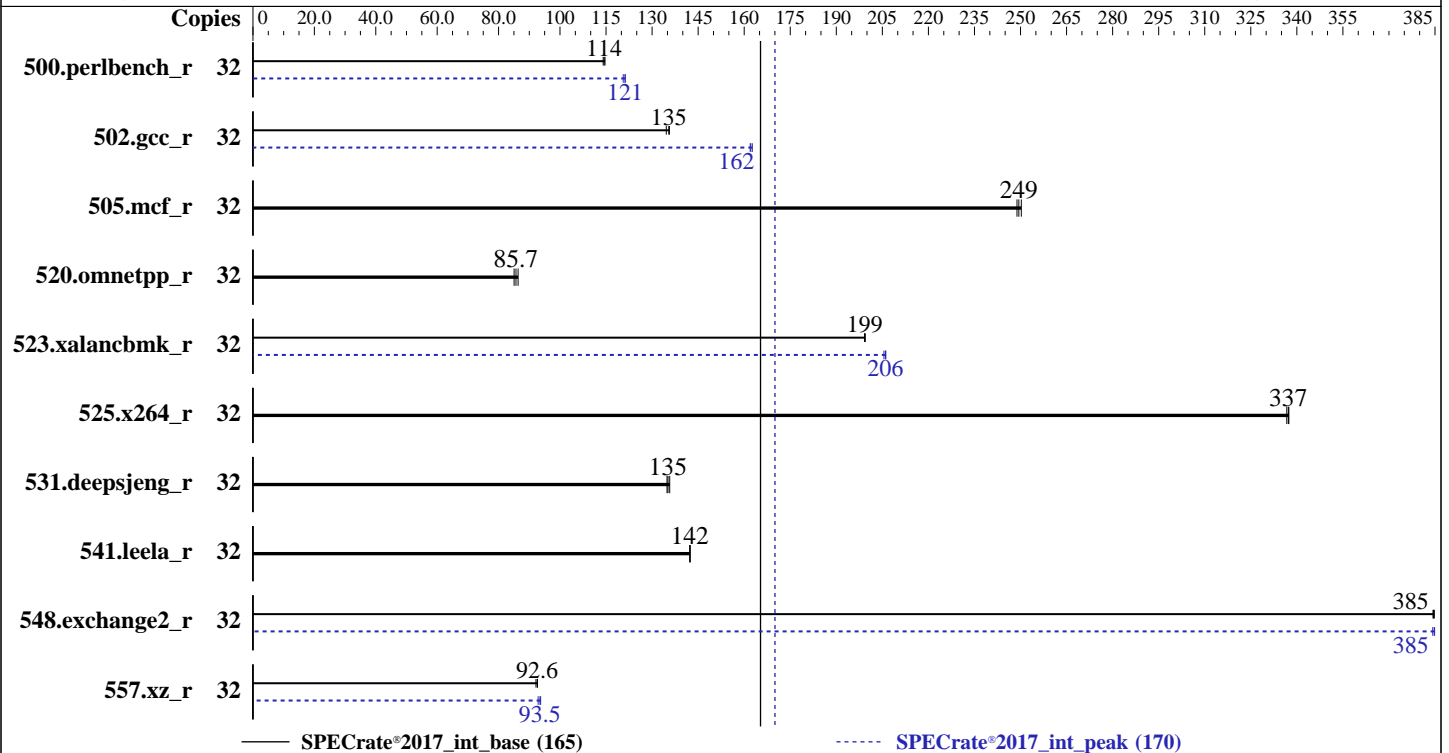 Copies 0 20.0 40.0 60.0 80.0 100 115 130 145 160 175 190 205 220 235 250 265 280 295 310 325 340 355 385
114
500.perlbench_r 32
121
135
502.gcc_r 32
162
249
505.mcf_r 32
85.7
520.omnetpp_r 32
199
523.xalancbmk_r 32
206
337
525.x264_r 32
135
531.deepsjeng_r 32
142
541.leela_r 32
385
548.exchange2_r 32
385
92.6
557.xz_r 32
93.5
SPECrate®2017_int_base (165) SPECrate®2017_int_peak (170)